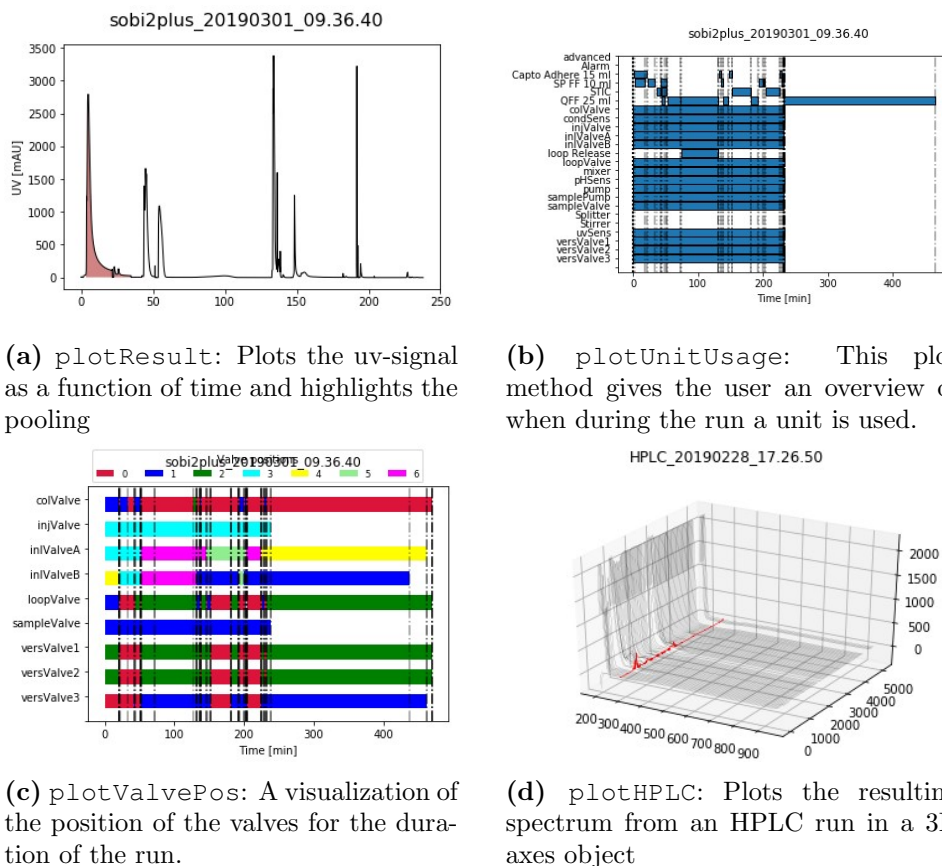 sobi2plus_20190301_09.36.40
3500
3000
2500
2000
1500
1000
500
0
UV [mAU]
0 50 100 150 200 250
(a) plotResult: Plots the uv-signal
as a function of time and highlights the
pooling
sobi2plus_20190301_09.36.40
advanced
Alarm
Capto Adhere 15 ml
SP FF 10 ml
STIC
QFF 25 ml
colValve
condSens
injValve
inlValveA
inlValveB
loop Release
loopValve
mixer
pHSens
pump
samplePump
sampleValve
Splitter
Stirrer
uvSens
versValve1
versValve2
versValve3
0 100 200 300 400
Time [min]
(b) plotUnitUsage: This plo
method gives the user an overview o
when during the run a unit is used.
sobi2plus_20190301_09.36.40
Valve positions
0 1 2 3 4 5 6
colValve
injValve
inlValveA
inlValveB
loopValve
sampleValve
versValve1
versValve2
versValve3
0 100 200 300 400
Time [min]
(c) plotValvePos: A visualization of
the position of the valves for the dura-
tion of the run.
HPLC_20190228_17.26.50
2000
1500
1000
500
0
5000
4000
3000
2000
1000
0
200 300 400 500 600 700 800 900
(d) plotHPLC: Plots the resultin
spectrum from an HPLC run in a 3D
axes object